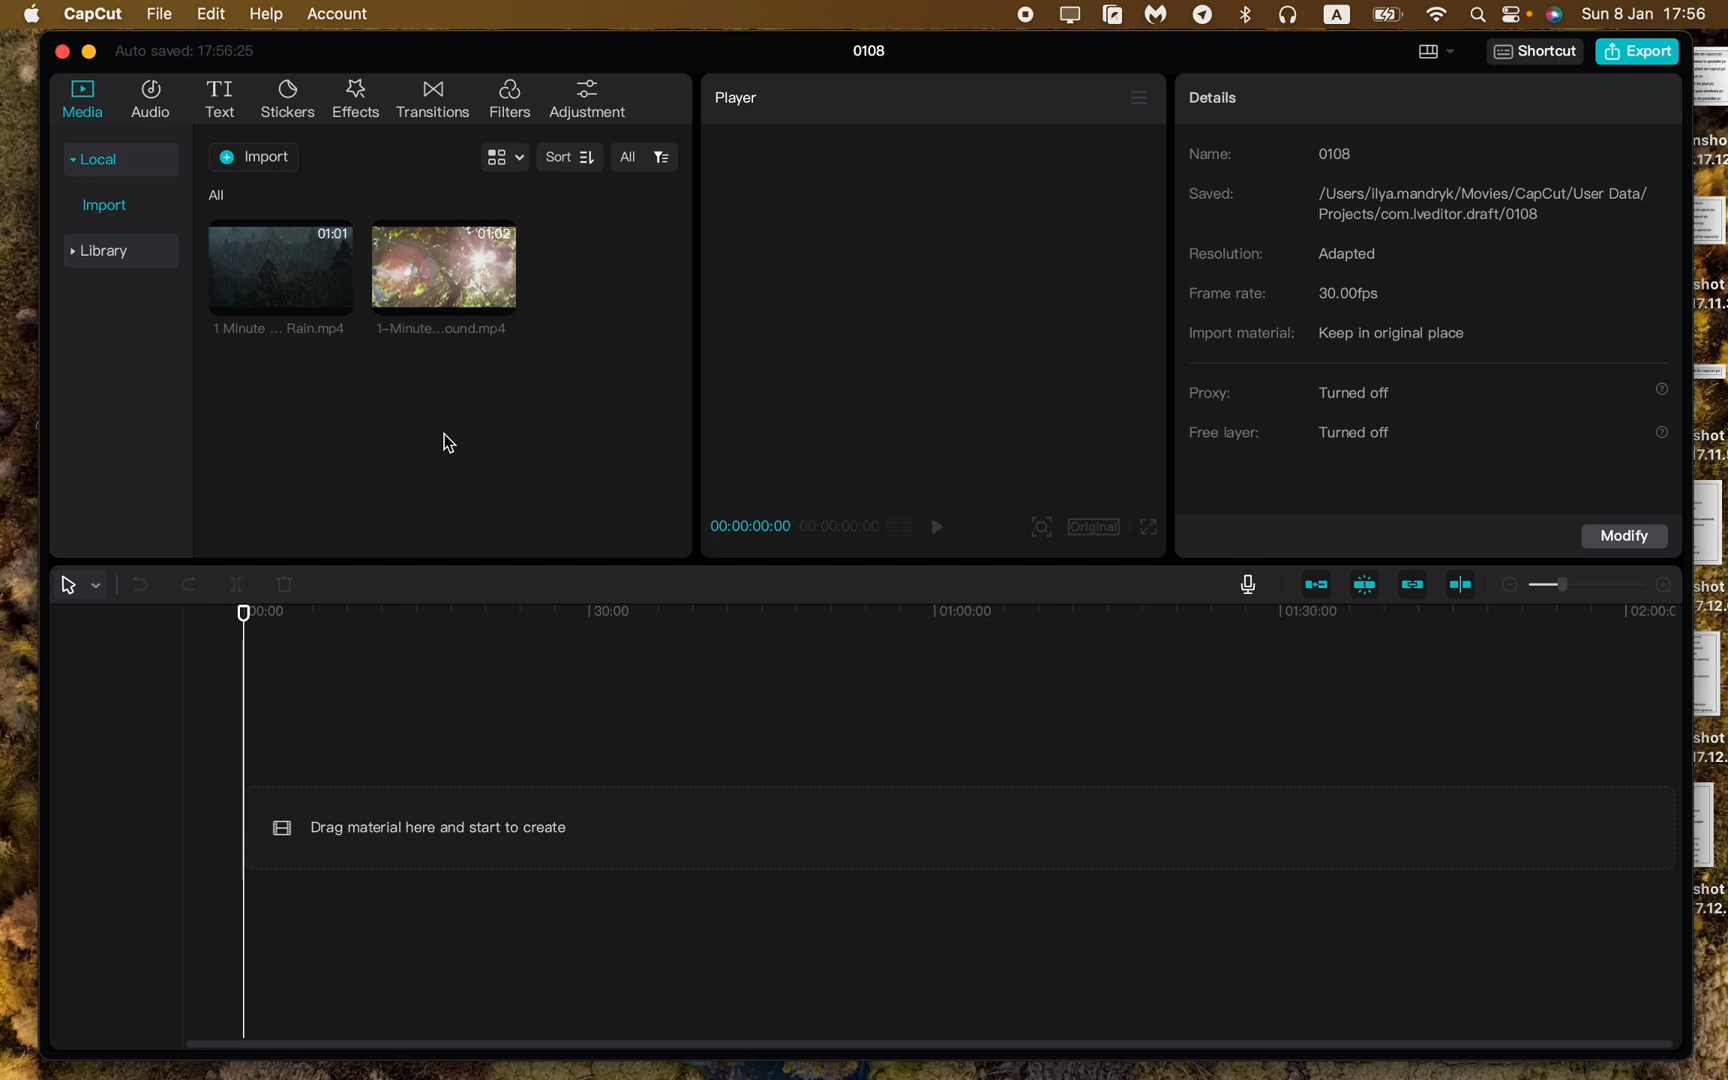 CapCut File Edit Help Account A Sun 8 Jan 17:56
Auto saved: 17:56:25 0108 Shortcut Export
Media Audio TI Text Stickers Effects Transitions Filters Adjustment
Local
Import
Library
Import Sort All
All
01:01 01:02
1 Minute ... Rain.mp4 1-Minute...ound.mp4
Player
00:00:00:00 00:00:00:00 Original
Details
Name: 0108
Saved: /Users/ilya.mandryk/Movies/CapCut/User Data/
Projects/com.lveditor.draft/0108
Resolution: Adapted
Frame rate: 30.00fps
Import material: Keep in original place
Proxy: Turned off
Free layer: Turned off
Modify
00:00 30:00 01:00:00 01:30:00 02:00:0
Drag material here and start to create